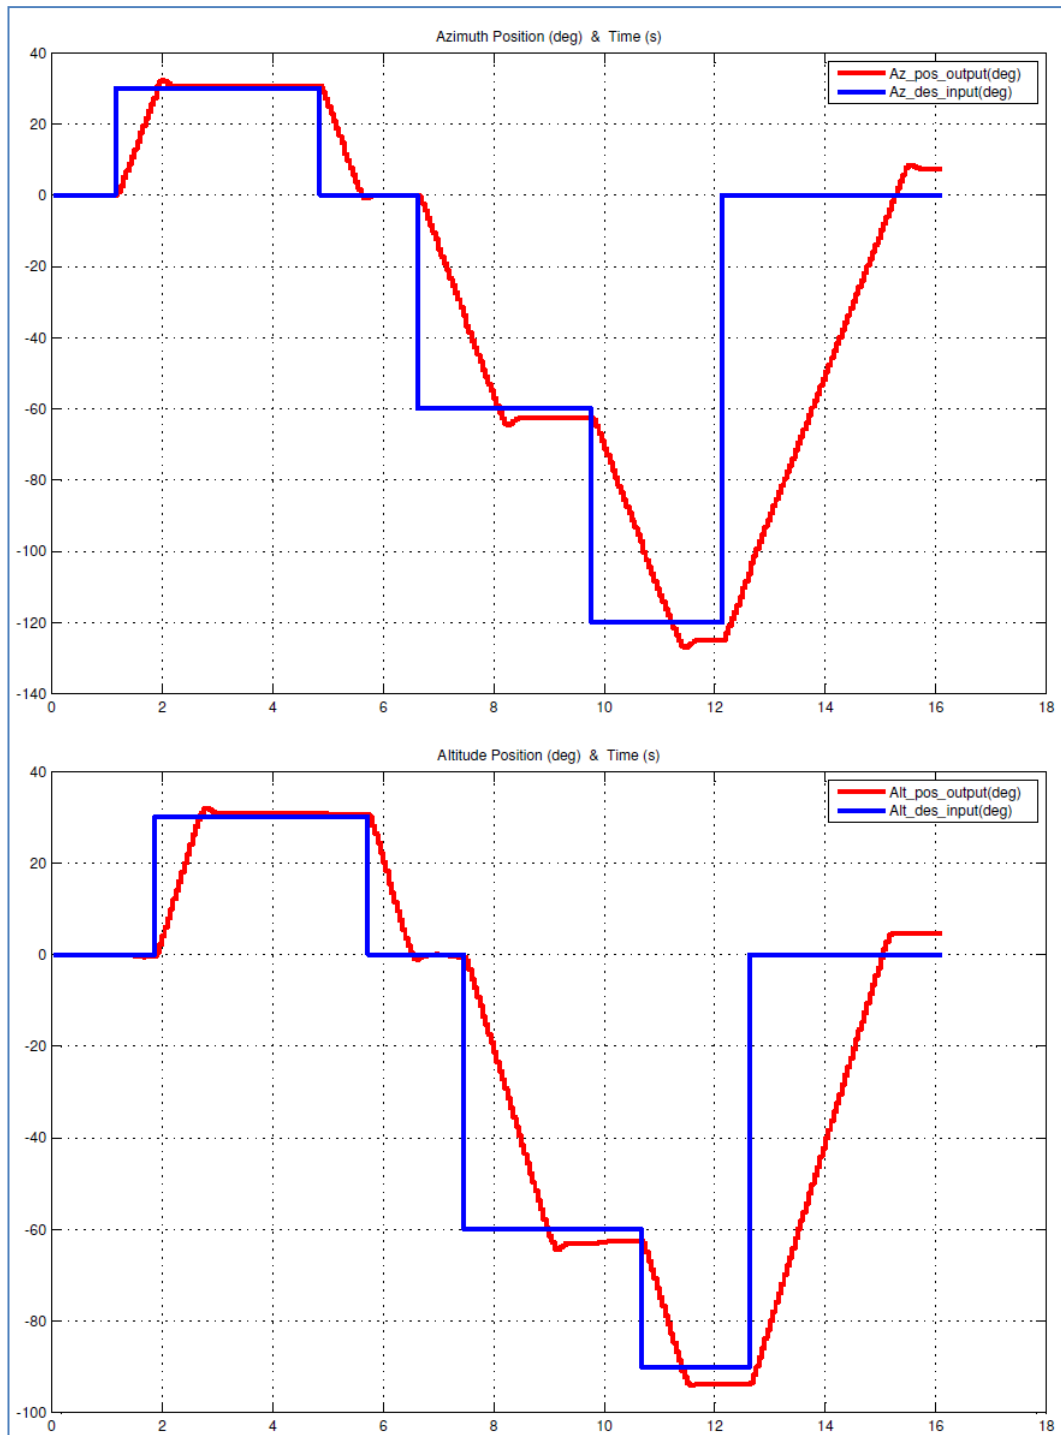 Azimuth Position (deg) & Time (s)
Az_pos_output(deg)
Az_des_input(deg)
40
20
0
-20
-40
-60
-80
-100
-120
-140
0 2 4 6 8 10 12 14 16 18
Altitude Position (deg) & Time (s)
Alt_pos_output(deg)
Alt_des_input(deg)
40
20
0
-20
-40
-60
-80
-100
0 2 4 6 8 10 12 14 16 18